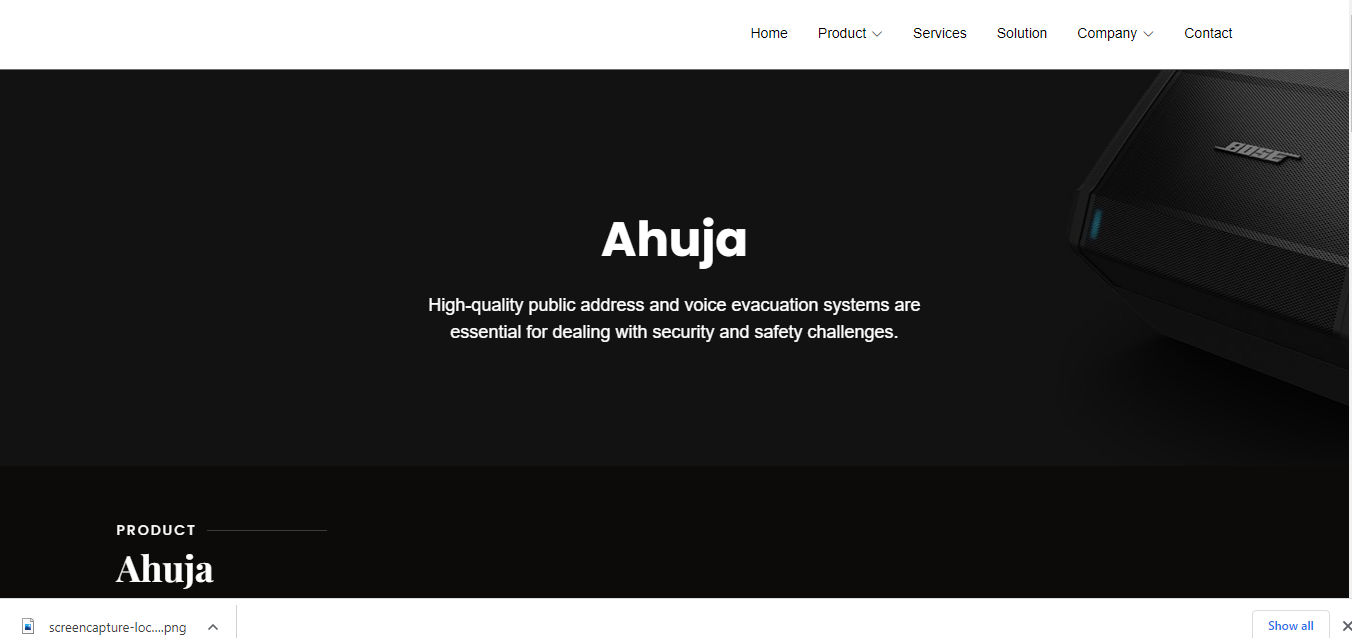 Home Product Services Solution Company Contact
BOSE
Ahuja
High-quality public address and voice evacuation systems are
essential for dealing with security and safety challenges.
PRODUCT
Ahuja
screencapture-loc....png
Show all